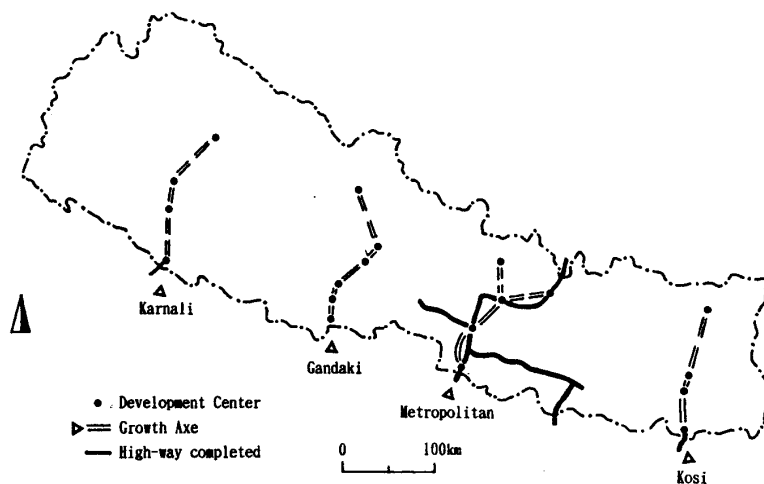 Karnali
Gandaki
Metropolitan
Kosi
Development Center
Growth Axe
High-way completed
0 100km